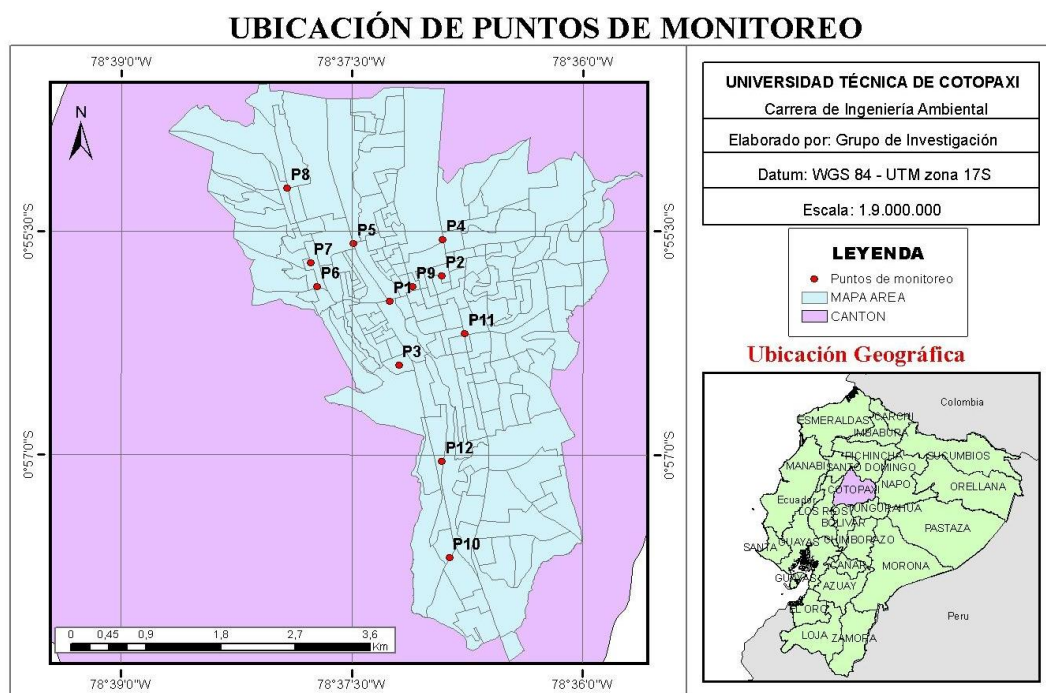 UBICACIÓN DE PUNTOS DE MONITOREO
78°39'0"W 78°37'30"W 78°36'0"W
N
P8
P5
P4
P7
P6
P9
P2
P1
P11
P3
P12
P10
0°55'30"S
0°57'0"S
0°55'30"S
0°57'0"S
0 0,45 0,9 1,8 2,7 3,6
Km
78°39'0"W 78°37'30"W 78°36'0"W
UNIVERSIDAD TÉCNICA DE COTOPAXI
Carrera de Ingeniería Ambiental
Elaborado por: Grupo de Investigación
Datum: WGS 84 - UTM zona 17S
Escala: 1.9.000.000
LEYENDA
Puntos de monitoreo
MAPA AREA
CANTON
Ubicación Geográfica
Colombia
ESMERALDAS
CARCHI
IMBABURA
PICHINCHA
SUCUMBIOS
MANABI
SANTO DOMINGO
NAPO
ORELLANA
COTOPAXI
Ecuador
LOS RIOS
TUNGURAHUA
BOLIVAR
PASTAZA
SANTA
GUAYAS
CHIMBORAZO
CAÑAR
MORONA
GUAYAS
AZUAY
EL ORO
Peru
LOJA
ZAMORA